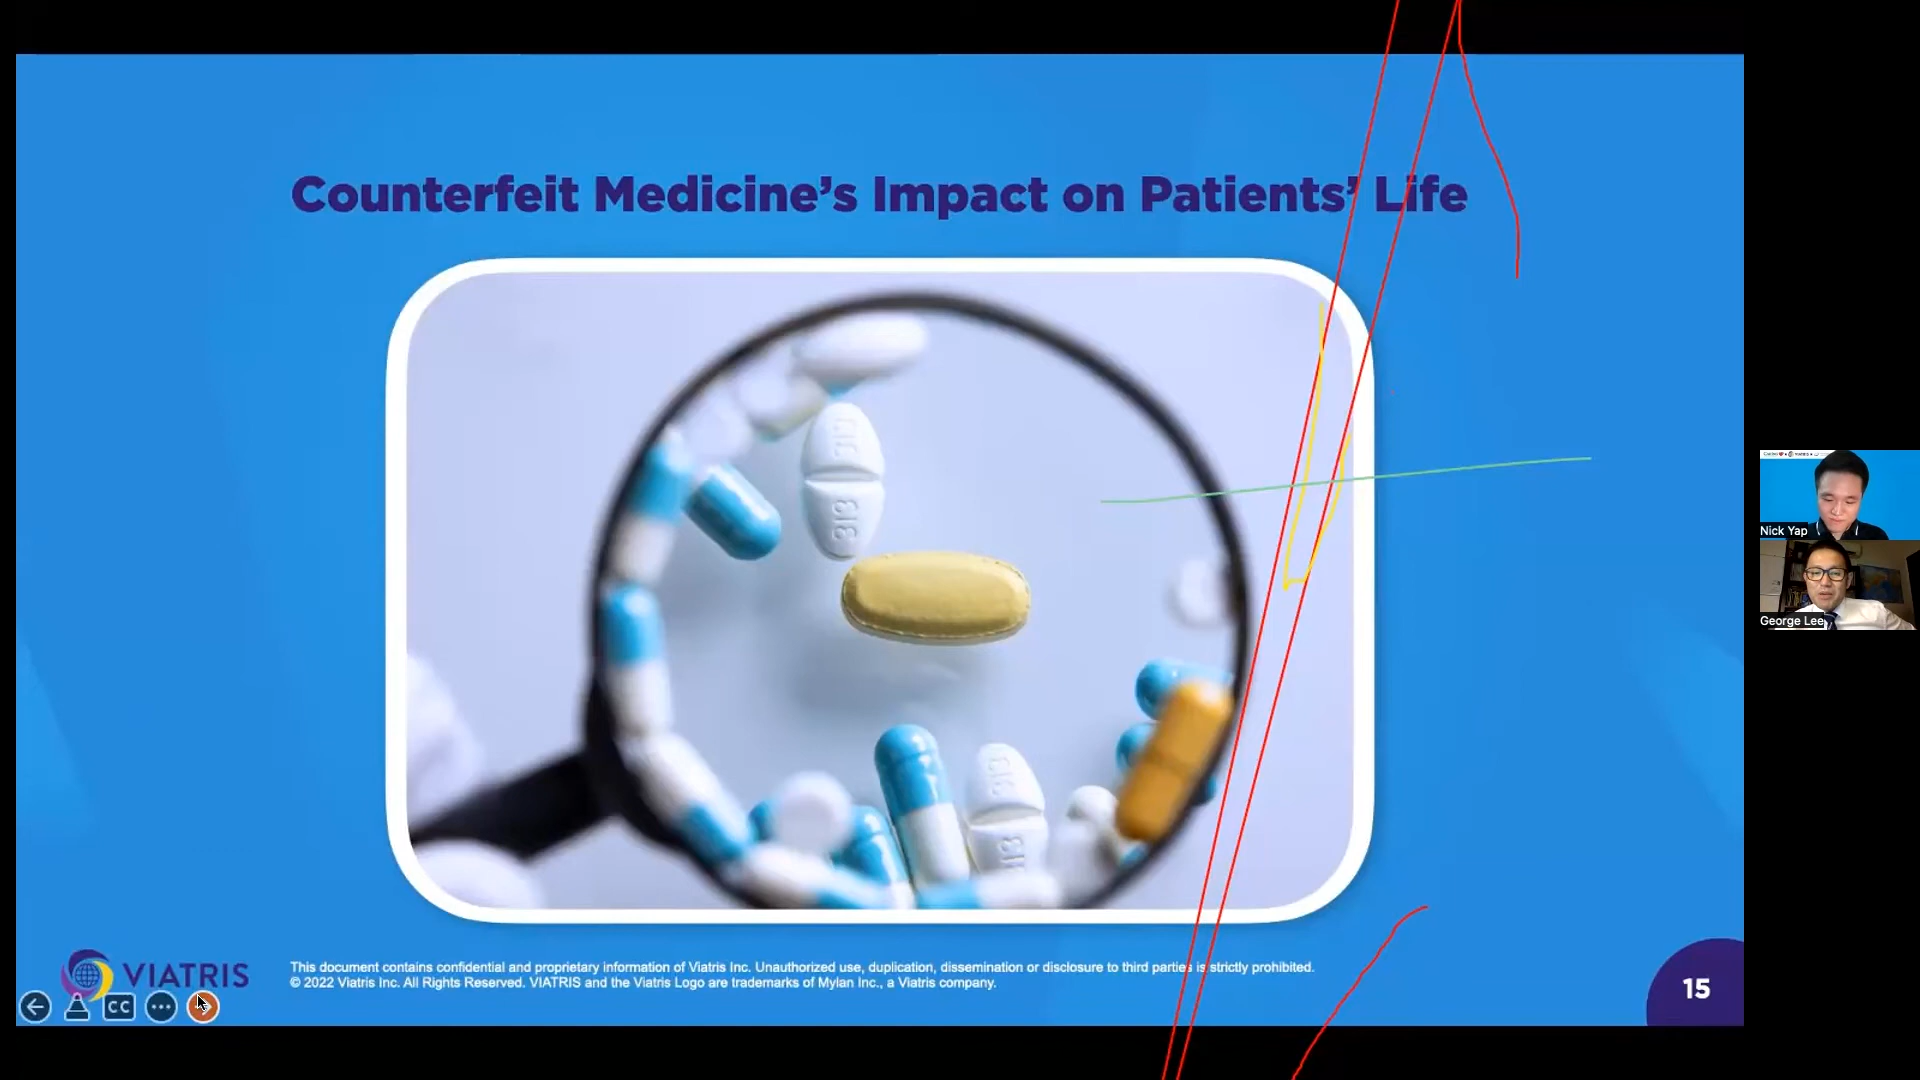 Counterfeit Medicine's Impact on Patients' Life
313
313
313
313
VIATRIS
This document contains confidential and proprietary information of Viatris Inc. Unauthorized use, duplication, dissemination or disclosure to third parties is strictly prohibited.
© 2022 Viatris Inc. All Rights Reserved. VIATRIS and the Viatris Logo are trademarks of Mylan Inc., a Viatris company.
15
CC
Nick Yap
George Lee